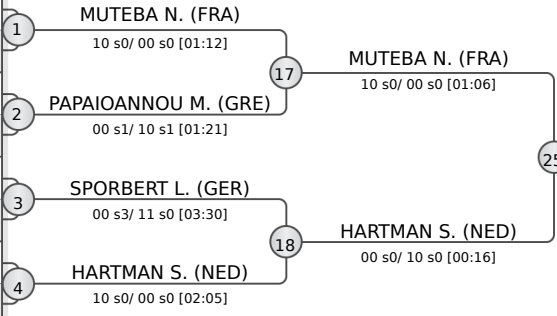 MUTEBA N. (FRA)
1
10 s0/ 00 s0 [01:12]
17
MUTEBA N. (FRA)
10 s0/ 00 s0 [01:06]
PAPAIOANNOU M. (GRE)
2
00 s1/ 10 s1 [01:21]
25
SPORBERT L. (GER)
3
00 s3/ 11 s0 [03:30]
18
HARTMAN S. (NED)
00 s0/ 10 s0 [00:16]
HARTMAN S. (NED)
4
10 s0/ 00 s0 [02:05]